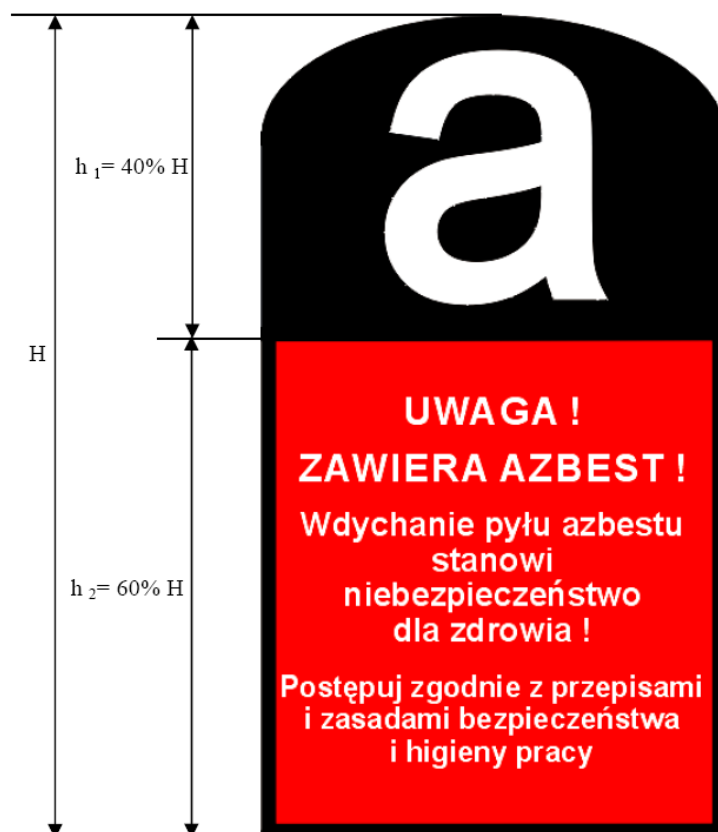 a
h 1= 40% H
H
UWAGA !
ZAWIERA AZBEST !
Wdychanie pyłu azbestu
stanowi
niebezpieczeństwo
dla zdrowia !
h 2= 60% H
Postępuj zgodnie z przepisami
i zasadami bezpieczeństwa
i higieny pracy